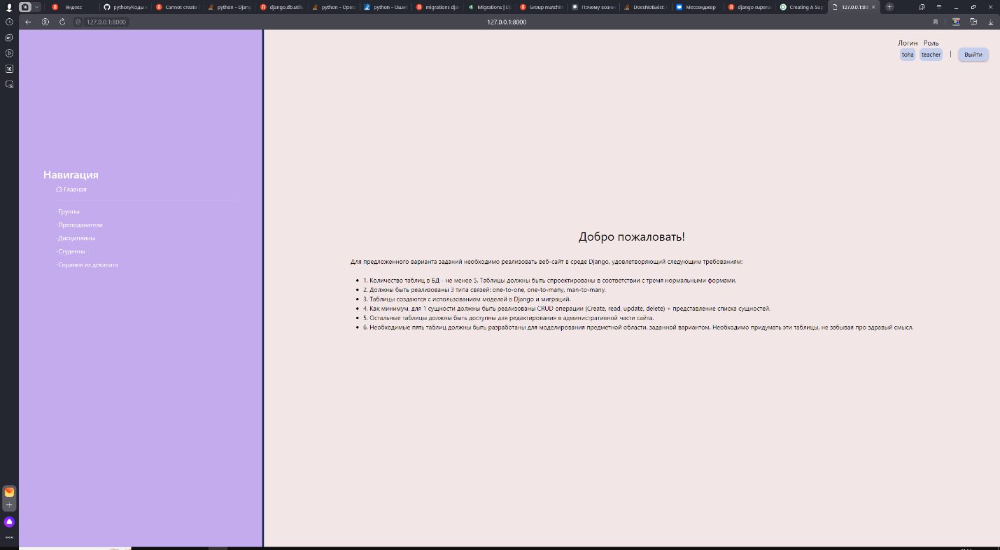 16
Яндекс
python/Коды
Cannot create
python - Djang
django.db.utils
python - Opera
python - Ошиб
migrations djan
Migrations | Dj
Group matchin
Почему возни
DoesNotExist:
Мессенджер
django superus
Creating A Sup
127.0.0.1:80
127.0.0.1:8000
127.0.0.1:8000
16
Логин Роль
toha teacher | Выйти
Навигация
Главная
-Группы
-Преподаватели
-Дисциплины
-Студенты
-Справки из деканата
Добро пожаловать!
Для предложенного варианта заданий необходимо реализовать веб-сайт в среде Django, удовлетворяющий следующим требованиям:
• 1. Количество таблиц в БД - не менее 5. Таблицы должны быть спроектированы в соответствии с тремя нормальными формами.
• 2. Должны быть реализованы 3 типа связей: one-to-one, one-to-many, man-to-many.
• 3. Таблицы создаются с использованием моделей в Django и миграций.
• 4. Как минимум, для 1 сущности должны быть реализованы CRUD операции (Create, read, update, delete) + представление списка сущностей.
• 5. Остальные таблицы должны быть доступны для редактирования в административной части сайта.
• 6. Необходимые пять таблиц должны быть разработаны для моделирования предметной области, заданной вариантом. Необходимо придумать эти таблицы, не забывая про здравый смысл.